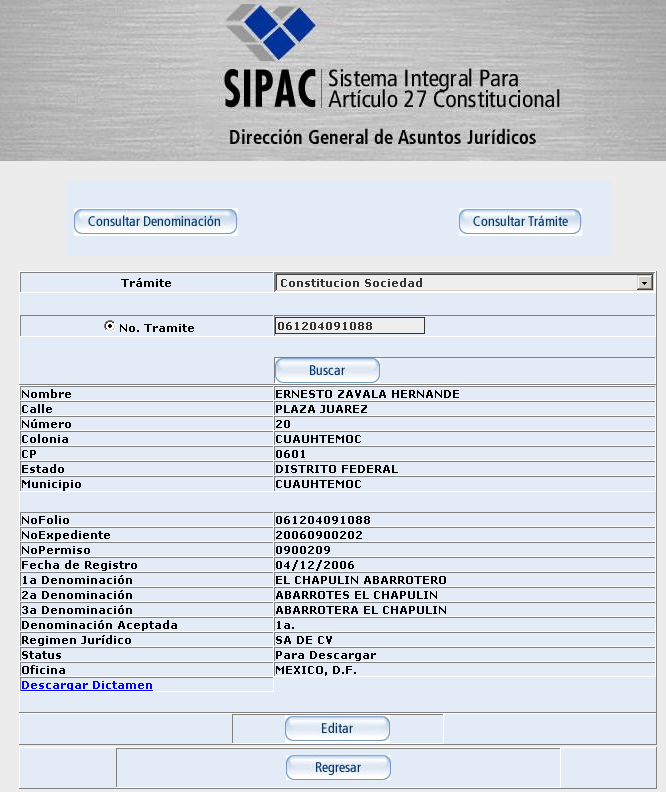 SIPAC Sistema Integral Para
Artículo 27 Constitucional
Dirección General de Asuntos Jurídicos
Consultar Denominación Consultar Trámite
Trámite Constitucion Sociedad
No. Tramite 061204091088
Buscar
Nombre ERNESTO ZAVALA HERNANDE
Calle PLAZA JUAREZ
Número 20
Colonia CUAUHTEMOC
CP 0601
Estado DISTRITO FEDERAL
Municipio CUAUHTEMOC
NoFolio 061204091088
NoExpediente 20060900202
NoPermiso 0900209
Fecha de Registro 04/12/2006
1a Denominación EL CHAPULIN ABARROTERO
2a Denominación ABARROTES EL CHAPULIN
3a Denominación ABARROTERA EL CHAPULIN
Denominación Aceptada 1a.
Regimen Jurídico SA DE CV
Status Para Descargar
Oficina MEXICO, D.F.
Descargar Dictamen
Editar
Regresar